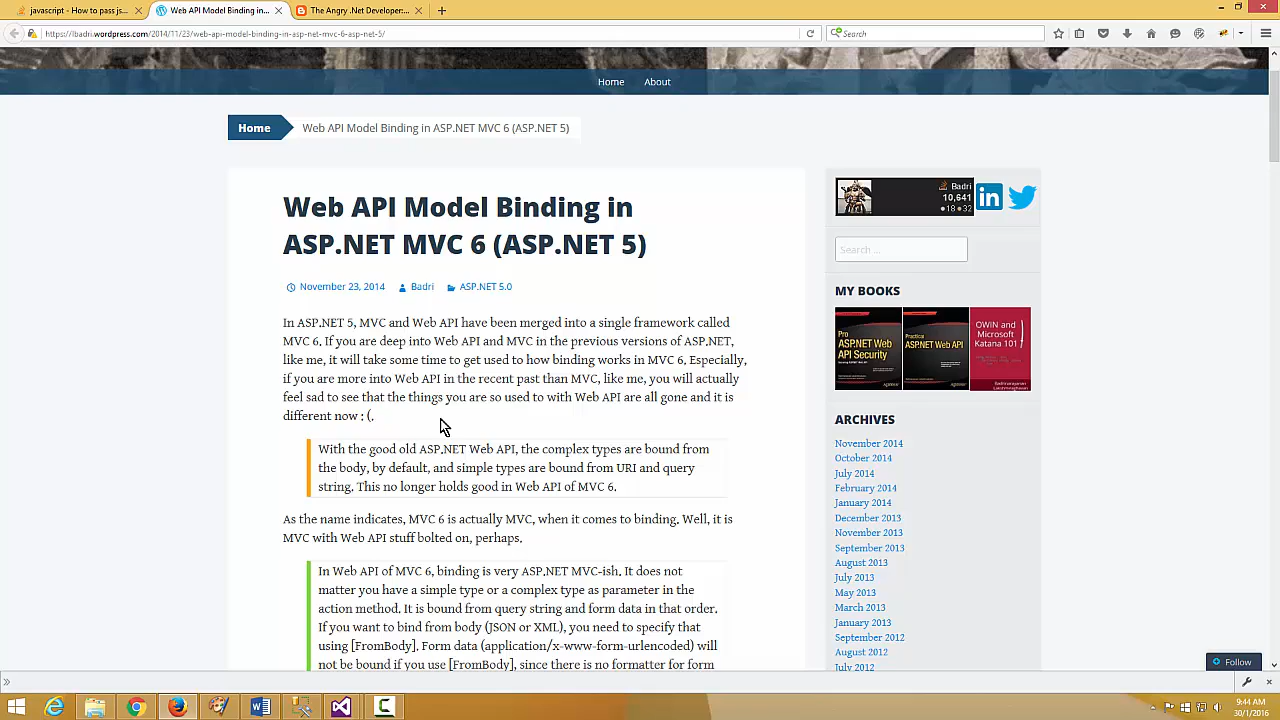 javascript - How to pass js...
Web API Model Binding in...
The Angry .Net Developer:...
https://lbadri.wordpress.com/2014/11/23/web-api-model-binding-in-asp-net-mvc-6-asp-net-5/
Search
Home
About
Home
Web API Model Binding in ASP.NET MVC 6 (ASP.NET 5)
Web API Model Binding in
ASP.NET MVC 6 (ASP.NET 5)
November 23, 2014
Badri
ASP.NET 5.0
In ASP.NET 5, MVC and Web API have been merged into a single framework called
MVC 6. If you are deep into Web API and MVC in the previous versions of ASP.NET,
like me, it will take some time to get used to how binding works in MVC 6. Especially,
if you are more into Web API in the recent past than MVC, like me, you will actually
feel sad to see that the things you are so used to with Web API are all gone and it is
different now : (.
With the good old ASP.NET Web API, the complex types are bound from
the body, by default, and simple types are bound from URI and query
string. This no longer holds good in Web API of MVC 6.
As the name indicates, MVC 6 is actually MVC, when it comes to binding. Well, it is
MVC with Web API stuff bolted on, perhaps.
In Web API of MVC 6, binding is very ASP.NET MVC-ish. It does not
matter you have a simple type or a complex type as parameter in the
action method. It is bound from query string and form data in that order.
If you want to bind from body (JSON or XML), you need to specify that
using [FromBody]. Form data (application/x-www-form-urlencoded) will
not be bound if you use [FromBody], since there is no formatter for form
Badri
10,641
18 32
Search ...
MY BOOKS
Pro
ASP.NET Web
API Security
Practical
ASP.NET Web API
OWIN and
Microsoft
Katana 101
ARCHIVES
November 2014
October 2014
July 2014
February 2014
January 2014
December 2013
November 2013
September 2013
August 2013
July 2013
May 2013
March 2013
January 2013
September 2012
August 2012
July 2012
Follow
9:44 AM
30/1/2016